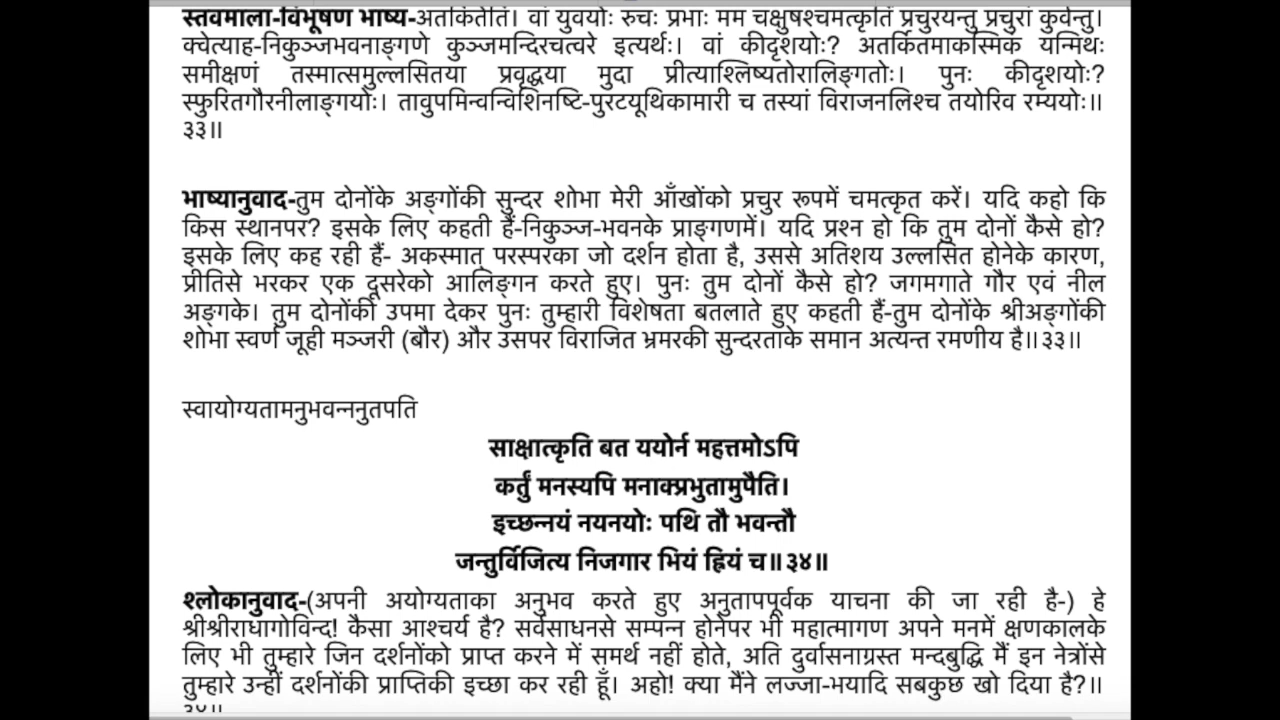 स्तवमाला-विभूषण भाष्य-अतर्कितेति। वां युवयोः रुचः प्रभाः मम चक्षुषश्चमत्कृतिं प्रचुरयन्तु प्रचुरां कुर्वन्तु।
क्वेत्याह-निकुञ्जभवनाङ्गणे कुञ्जमन्दिरचत्वरे इत्यर्थः। वां कीदृशयोः? अतर्कितमाकस्मिकं यन्मिथः
समीक्षणं तस्मात्समुल्लसितया प्रवृद्धया मुदा प्रीत्याश्लिष्यतोरालिङ्गतोः। पुनः कीदृशयोः?
स्फुरितगौरनीलाङ्गयोः। तावुपमिन्वन्विशिनष्टि-पुरटयूथिकामारी च तस्यां विराजनलिश्च तयोरिव रम्ययोः॥
३३॥
भाष्यानुवाद-तुम दोनोंके अङ्गोंकी सुन्दर शोभा मेरी आँखोंको प्रचुर रूपमें चमत्कृत करें। यदि कहो कि
किस स्थानपर? इसके लिए कहती हैं-निकुञ्ज-भवनके प्राङ्गणमें। यदि प्रश्न हो कि तुम दोनों कैसे हो?
इसके लिए कह रही हैं- अकस्मात् परस्परका जो दर्शन होता है, उससे अतिशय उल्लसित होनेके कारण,
प्रीतिसे भरकर एक दूसरेको आलिङ्गन करते हुए। पुनः तुम दोनों कैसे हो? जगमगाते गौर एवं नील
अङ्गके। तुम दोनोंकी उपमा देकर पुनः तुम्हारी विशेषता बतलाते हुए कहती हैं-तुम दोनोंके श्रीअङ्गोंकी
शोभा स्वर्ण जूही मञ्जरी (बौर) और उसपर विराजित भ्रमरकी सुन्दरताके समान अत्यन्त रमणीय है॥३३॥
स्वायोग्यतामनुभवन्ननुतपति
साक्षात्कृति बत ययोर्न महत्तमोऽपि
कर्तुं मनस्यपि मनाक्प्रभुतामुपैति।
इच्छन्नयं नयनयोः पथि तौ भवन्तौ
जन्तुर्विजित्य निजगार भियं ह्रियं च॥३४॥
श्लोकानुवाद-(अपनी अयोग्यताका अनुभव करते हुए अनुतापपूर्वक याचना की जा रही है-) हे
श्रीश्रीराधागोविन्द! कैसा आश्चर्य है? सर्वसाधनसे सम्पन्न होनेपर भी महात्मागण अपने मनमें क्षणकालके
लिए भी तुम्हारे जिन दर्शनोंको प्राप्त करने में समर्थ नहीं होते, अति दुर्वासनाग्रस्त मन्दबुद्धि मैं इन नेत्रोंसे
तुम्हारे उन्हीं दर्शनोंकी प्राप्तिकी इच्छा कर रही हूँ। अहो! क्या मैंने लज्जा-भयादि सबकुछ खो दिया है?॥
३४॥